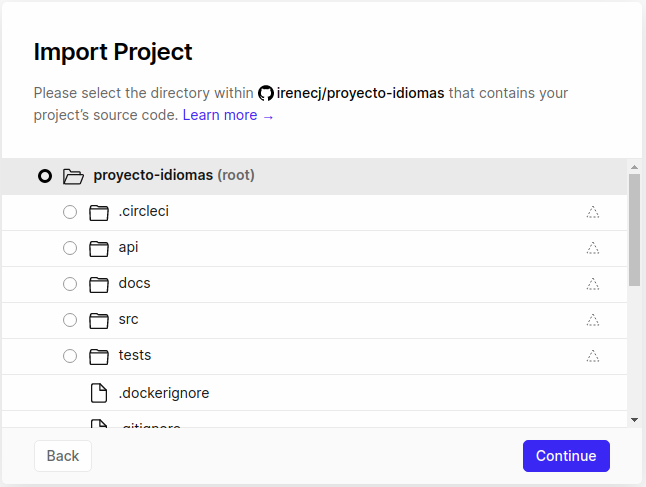 Import Project
Please select the directory within irenecj/proyecto-idiomas that contains your
project’s source code. Learn more →
proyecto-idiomas (root)
.circleci
api
docs
src
tests
.dockerignore
.gitignore
Back
Continue